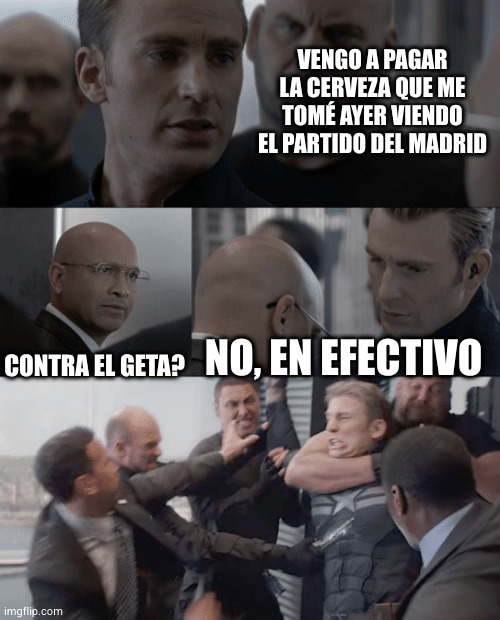 VENGO A PAGAR
LA CERVEZA QUE ME
TOMÉ AYER VIENDO
EL PARTIDO DEL MADRID
CONTRA EL GETA?
NO, EN EFECTIVO
imgflip.com